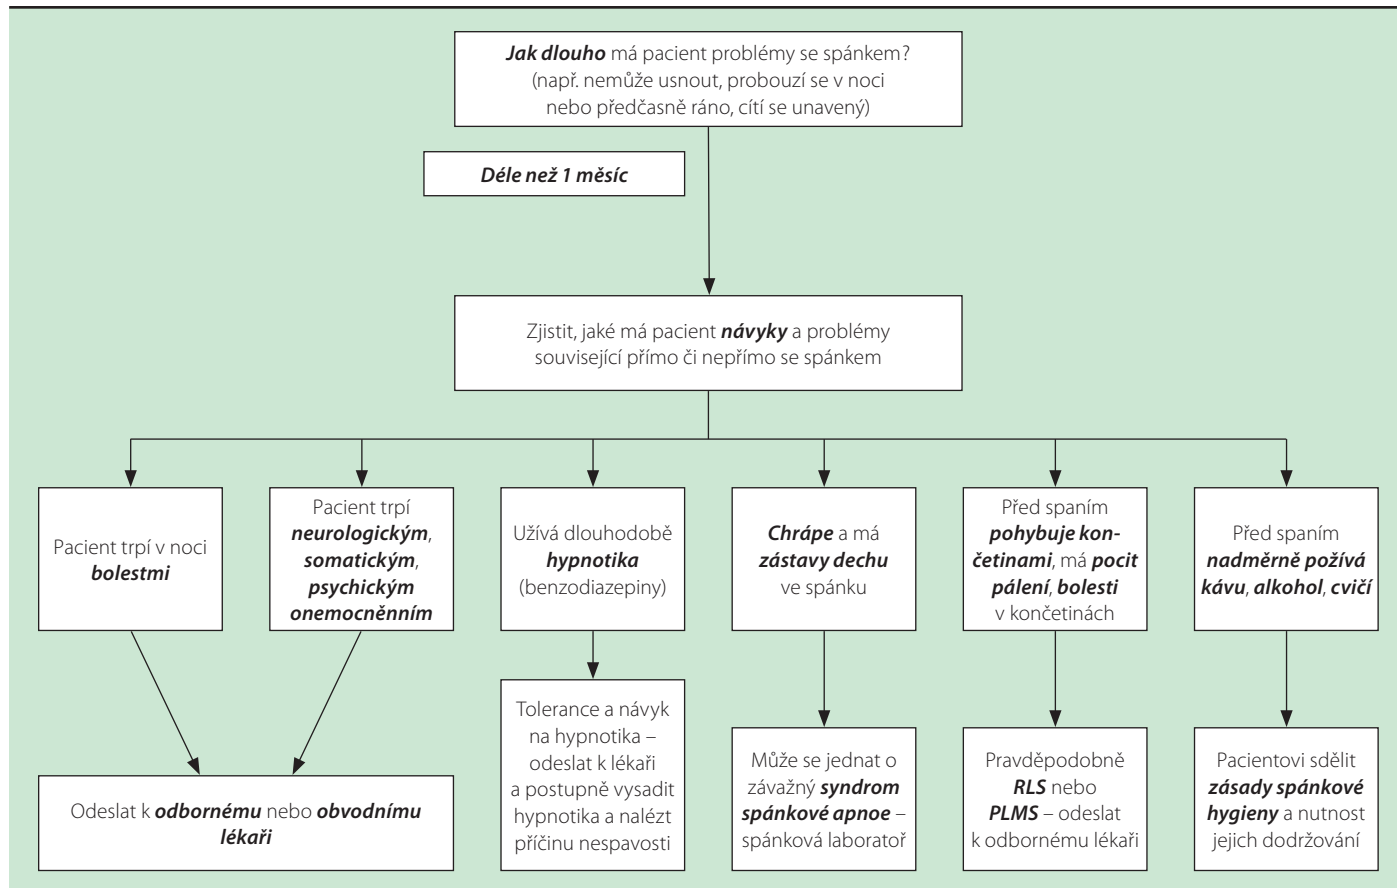 Jak dlouho má pacient problémy se spánkem?
(např. nemůže usnout, probouzí se v noci
nebo předčasně ráno, cítí se unavený)
Déle než 1 měsíc
Zjistit, jaké má pacient návyky a problémy
související přímo či nepřímo se spánkem
Pacient trpí v noci
bolestmi
Pacient trpí
neurologickým,
somatickým,
psychickým
onemocněnním
Užívá dlouhodobě
hypnotika
(benzodiazepiny)
Chrápe a má
zástavy dechu
ve spánku
Před spaním
pohybuje kon-
četinami, má pocit
pálení, bolesti
v končetinách
Před spaním
nadměrně požívá
kávu, alkohol, cvičí
Odeslat k odbornému nebo obvodnímu
lékaři
Tolerance a návyk
na hypnotika –
odeslat k lékaři
a postupně vysadit
hypnotika a nalézt
příčinu nespavosti
Může se jednat o
závažný syndrom
spánkové apnoe –
spánková laboratoř
Pravděpodobně
RLS nebo
PLMS – odeslat
k odbornému lékaři
Pacientovi sdělit
zásady spánkové
hygieny a nutnost
jejich dodržování